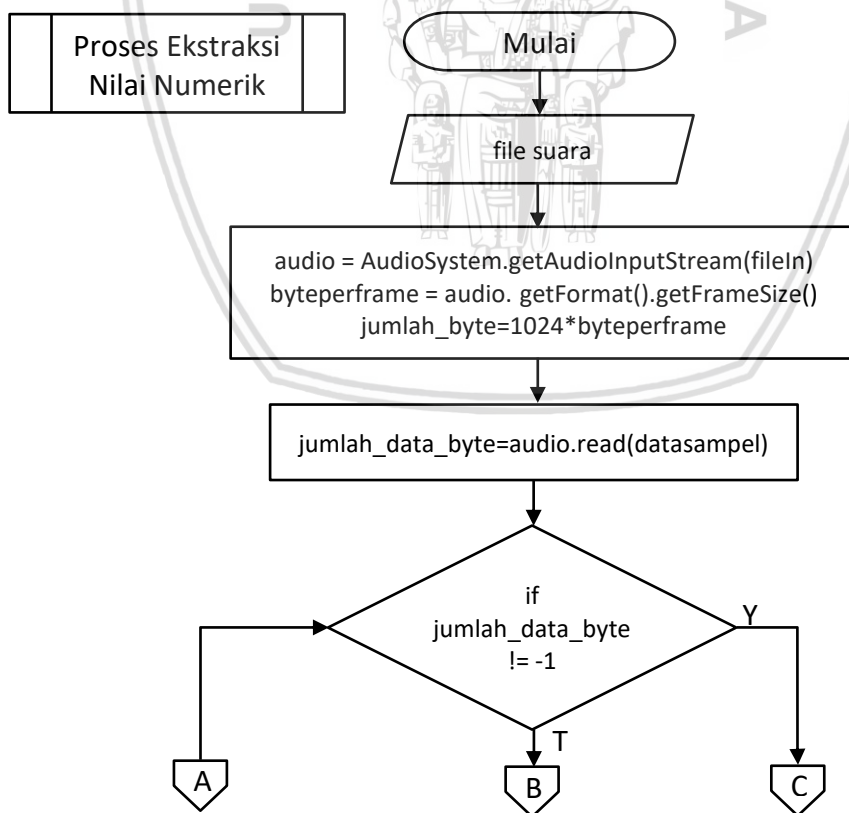 Proses Ekstraksi
Nilai Numerik
Mulai
file suara
audio = AudioSystem.getAudioInputStream(fileIn)
byteperframe = audio. getFormat().getFrameSize()
jumlah_byte=1024*byteperframe
jumlah_data_byte=audio.read(datasampel)
if
jumlah_data_byte
!= -1
Y
T
A
B
C
U
A